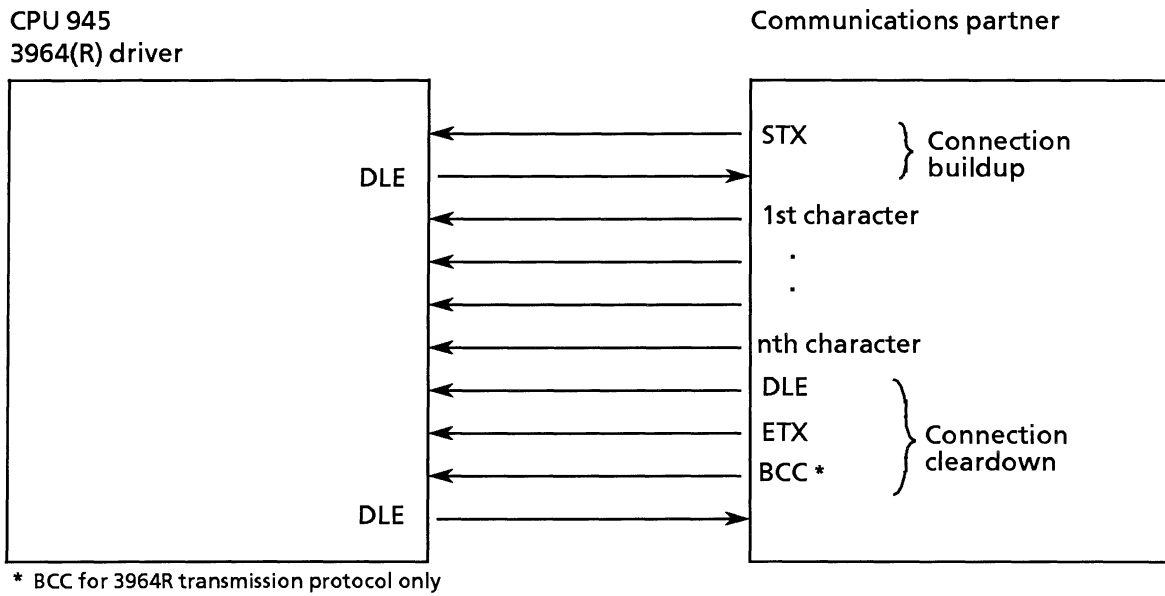 CPU 945
3964(R) driver
Communications partner
STX
Connection
buildup
DLE
1st character
.
.
nth character
DLE
ETX
Connection
cleardown
BCC *
DLE
* BCC for 3964R transmission protocol only